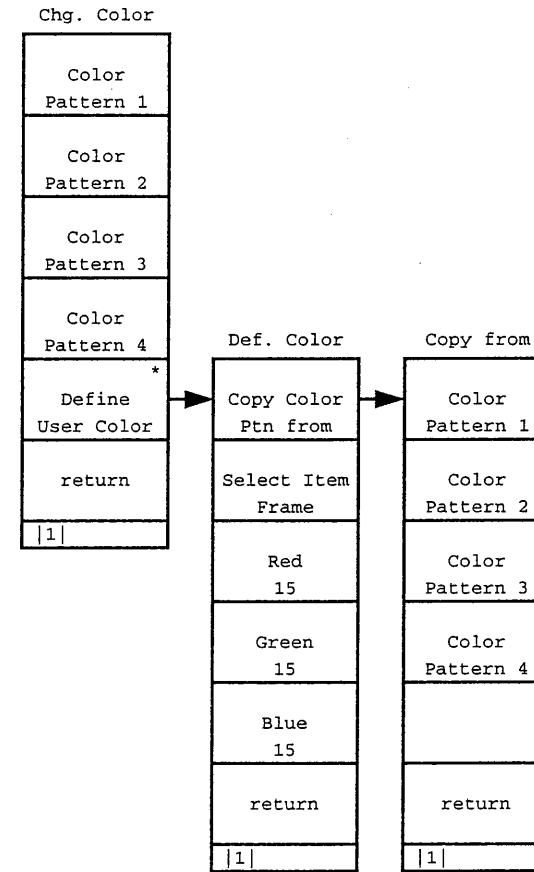 Chg. Color
Color
Pattern 1
Color
Pattern 2
Color
Pattern 3
Color
Pattern 4
*
Define
User Color
return
|1|
Def. Color
Copy Color
Ptn from
Select Item
Frame
Red
15
Green
15
Blue
15
return
|1|
Copy from
Color
Pattern 1
Color
Pattern 2
Color
Pattern 3
Color
Pattern 4
return
|1|